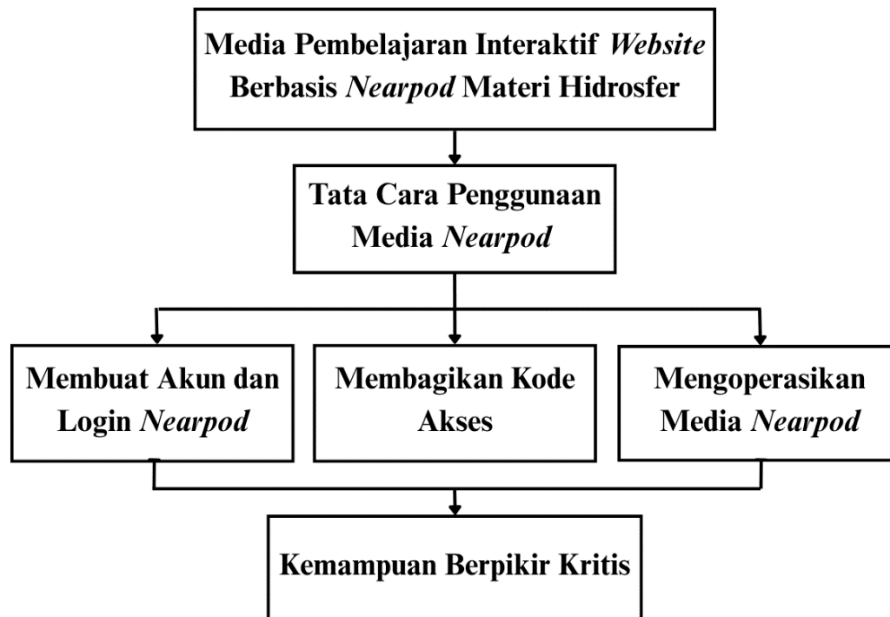 Media Pembelajaran Interaktif Website
Berbasis Nearpod Materi Hidrosfer
Tata Cara Penggunaan
Media Nearpod
Membuat Akun dan
Login Nearpod
Membagikan Kode
Akses
Mengoperasikan
Media Nearpod
Kemampuan Berpikir Kritis